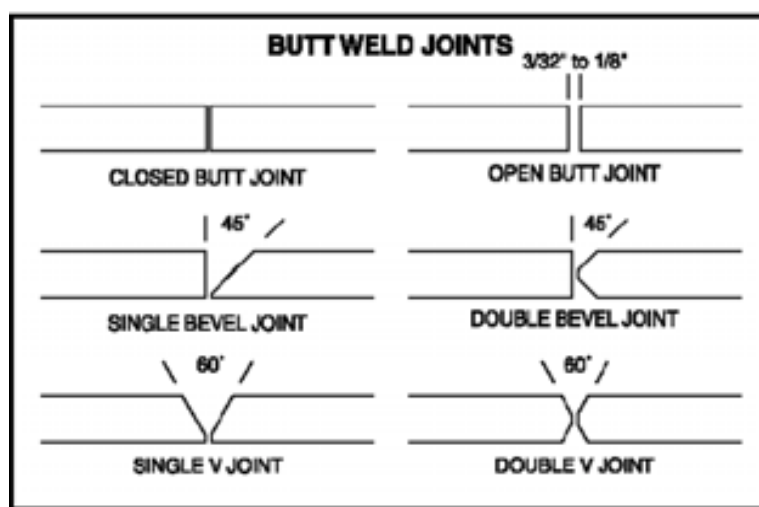 BUTT WELD JOINTS
3/32" to 1/8"
CLOSED BUTT JOINT
OPEN BUTT JOINT
45°
45°
SINGLE BEVEL JOINT
DOUBLE BEVEL JOINT
60°
60°
SINGLE V JOINT
DOUBLE V JOINT